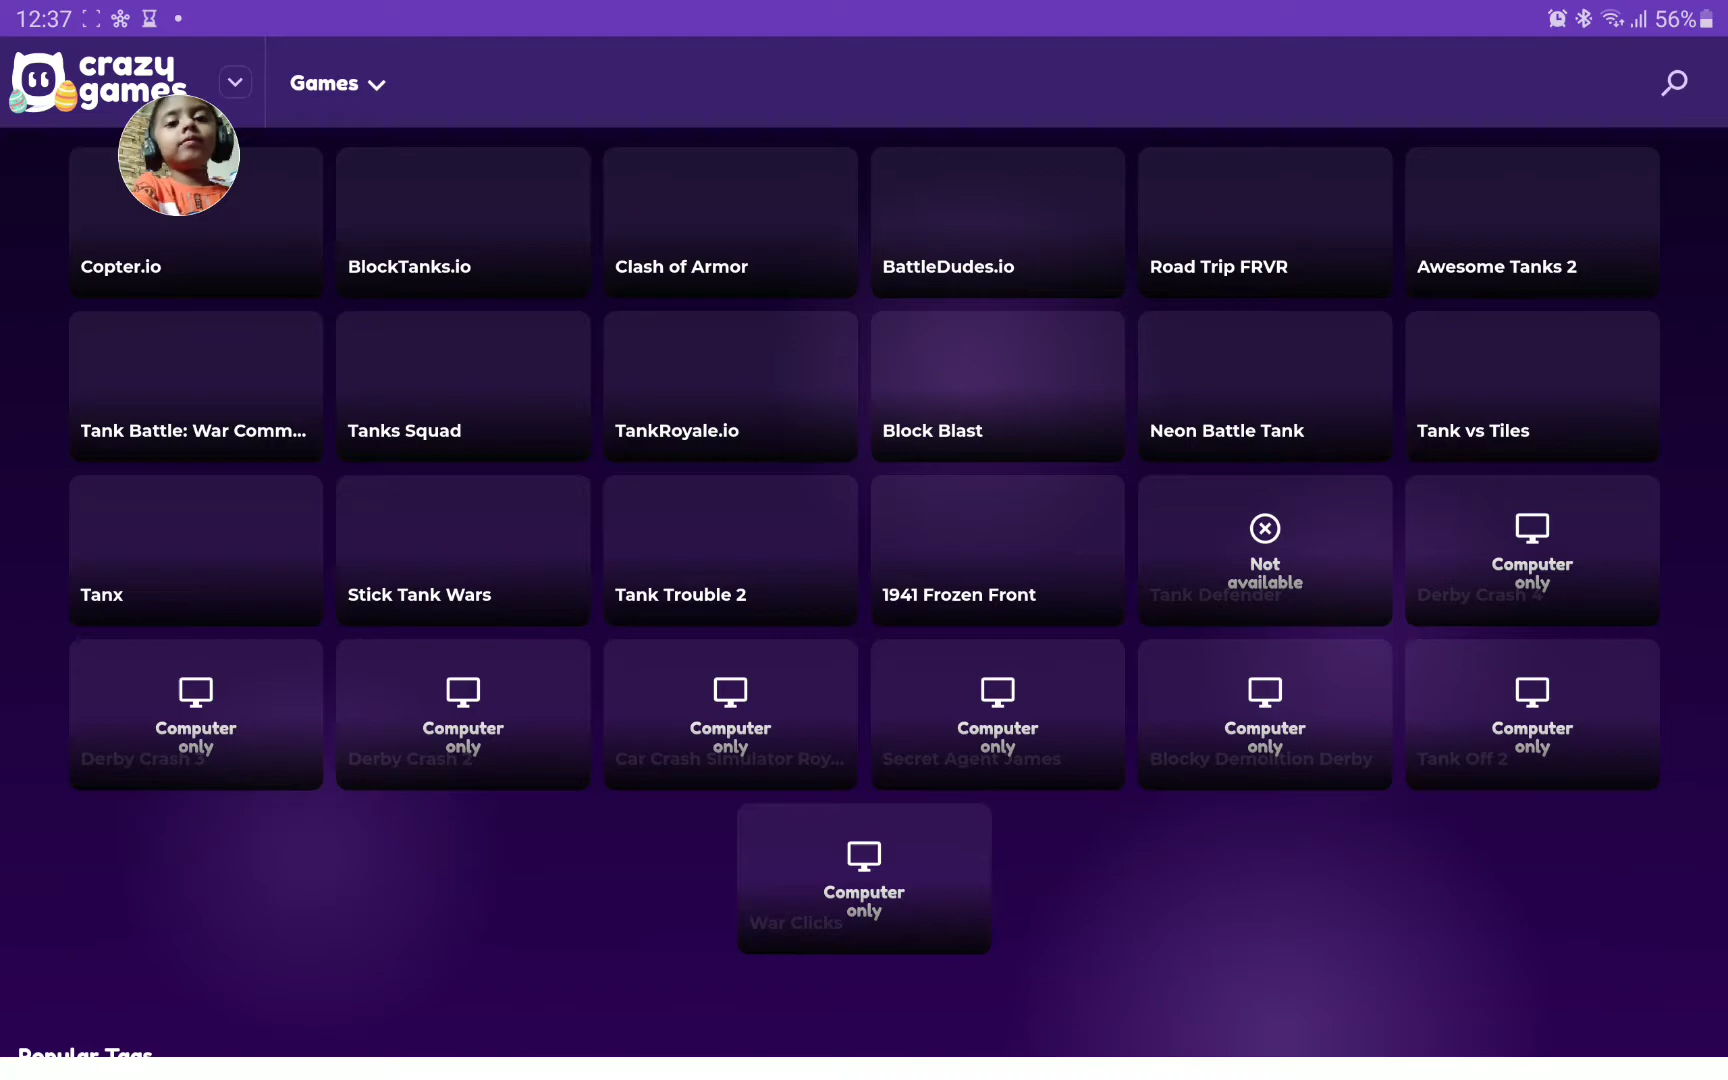 12:37
56%
crazy
games
Games
Copter.io
BlockTanks.io
Clash of Armor
BattleDudes.io
Road Trip FRVR
Awesome Tanks 2
Tank Battle: War Comm...
Tanks Squad
TankRoyale.io
Block Blast
Neon Battle Tank
Tank vs Tiles
Tanx
Stick Tank Wars
Tank Trouble 2
1941 Frozen Front
Not
available
Tank Defender
Computer
only
Derby Crash 4
Computer
only
Derby Crash 3
Computer
only
Derby Crash 2
Computer
only
Car Crash Simulator Roy...
Computer
only
Secret Agent James
Computer
only
Blocky Demolition Derby
Computer
only
Tank Off 2
Computer
only
War Clicks
Popular Tags